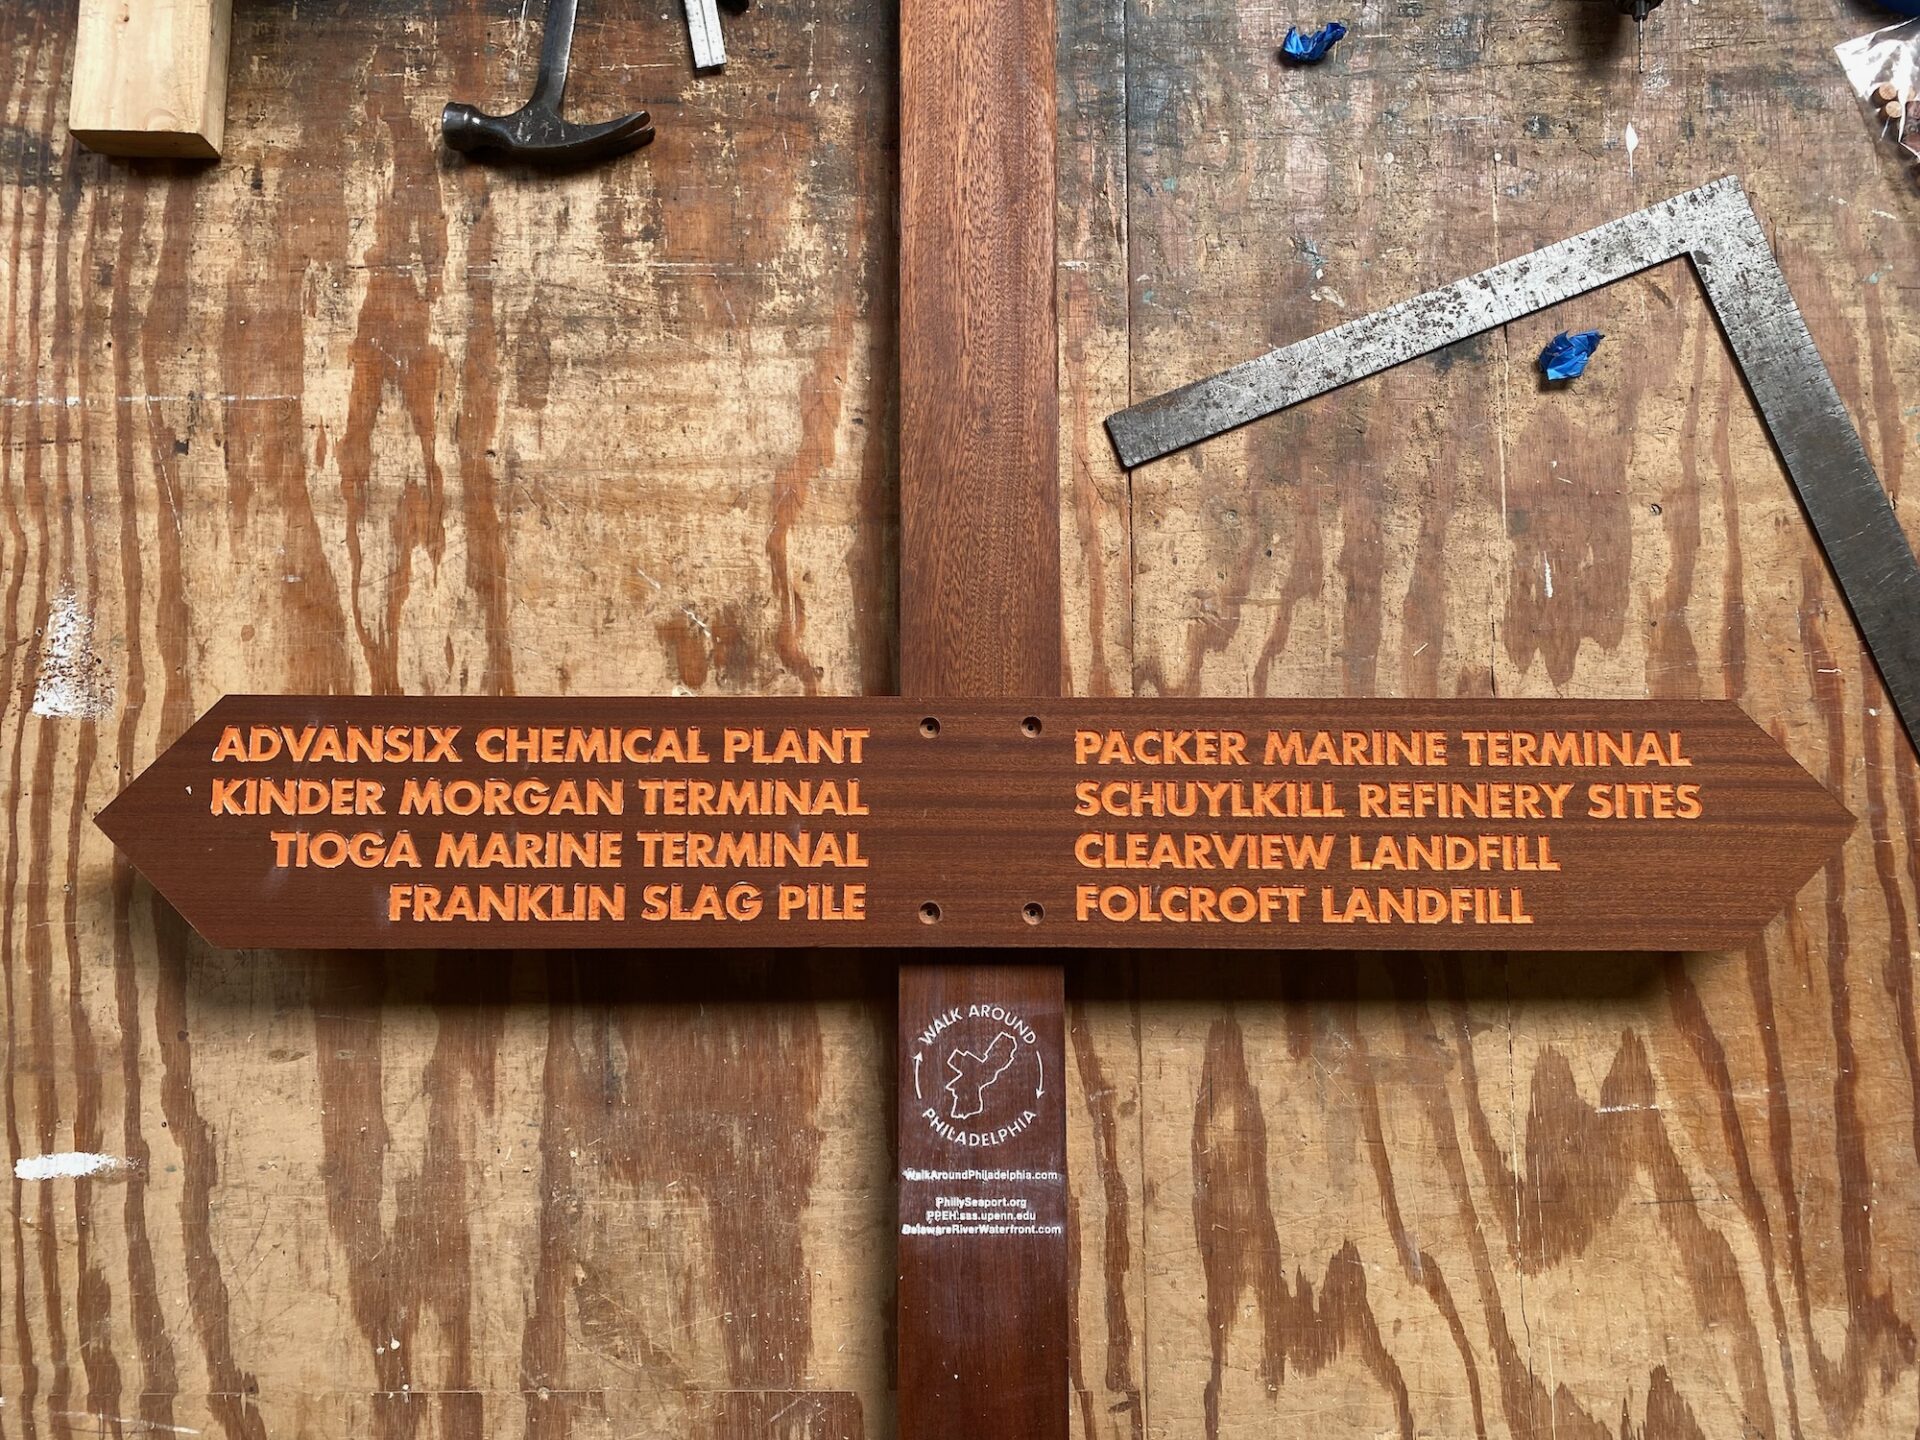 ADVANSIX CHEMICAL PLANT
KINDER MORGAN TERMINAL
TIOGA MARINE TERMINAL
FRANKLIN SLAG PILE
PACKER MARINE TERMINAL
SCHUYLKILL REFINERY SITES
CLEARVIEW LANDFILL
FOLCROFT LANDFILL
WALK AROUND
PHILADELPHIA
WalkAroundPhiladelphia.com
PhillySeaport.org
PPEH.sas.upenn.edu
DelawareRiverWaterfront.com